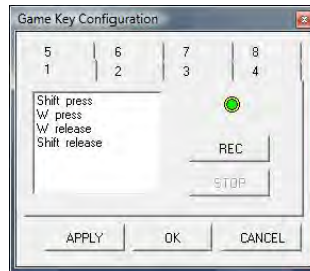 Game Key Configuration
5 6 7 8
1 2 3 4
Shift press
W press
W release
Shift release
REC
STOP
APPLY OK CANCEL